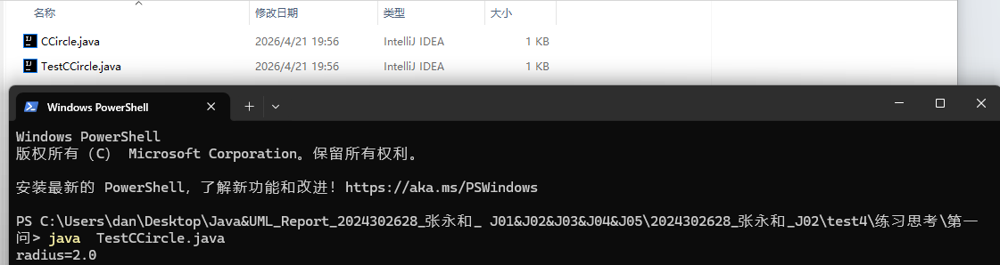 名称 修改日期 类型 大小
CCircle.java 2026/4/21 19:56 IntelliJ IDEA 1 KB
TestCCircle.java 2026/4/21 19:56 IntelliJ IDEA 1 KB
Windows PowerShell
Windows PowerShell
版权所有（C） Microsoft Corporation。保留所有权利。
安装最新的 PowerShell，了解新功能和改进！https://aka.ms/PSWindows
PS C:\Users\dan\Desktop\Java&UML_Report_2024302628_张永和_ J01&J02&J03&J04&J05\2024302628_张永和_J02\test4\练习思考\第一
问> java  TestCCircle.java
radius=2.0